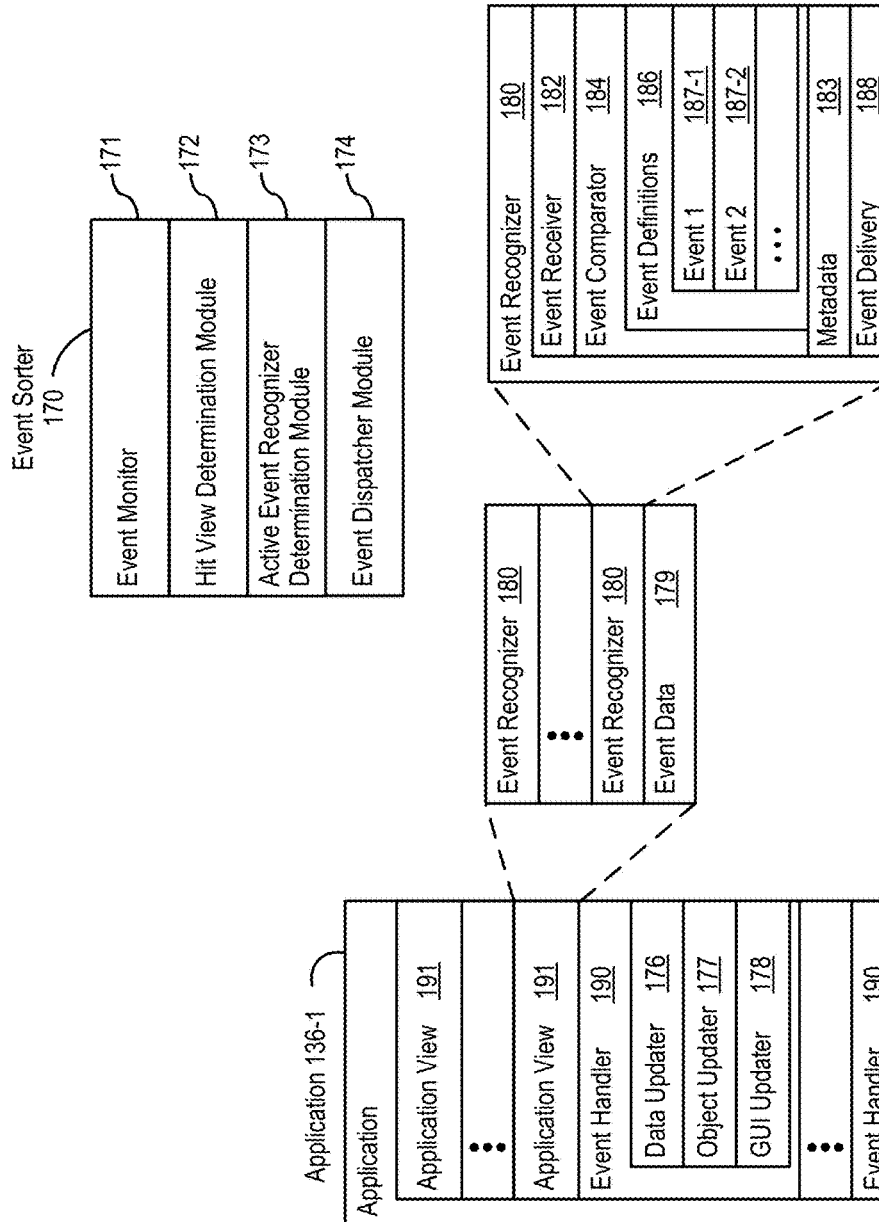 Event Sorter
170
Event Monitor
171
Hit View Determination Module
172
Active Event Recognizer
Determination Module
173
Event Dispatcher Module
174
Application 136-1
Application
Application View 191
•••
Application View 191
Event Handler 190
Data Updater 176
Object Updater 177
GUI Updater 178
•••
Event Handler 190
Event Recognizer 180
•••
Event Recognizer 180
Event Data 179
Event Recognizer 180
Event Receiver 182
Event Comparator 184
Event Definitions 186
Event 1 187-1
Event 2 187-2
•••
Metadata 183
Event Delivery 188